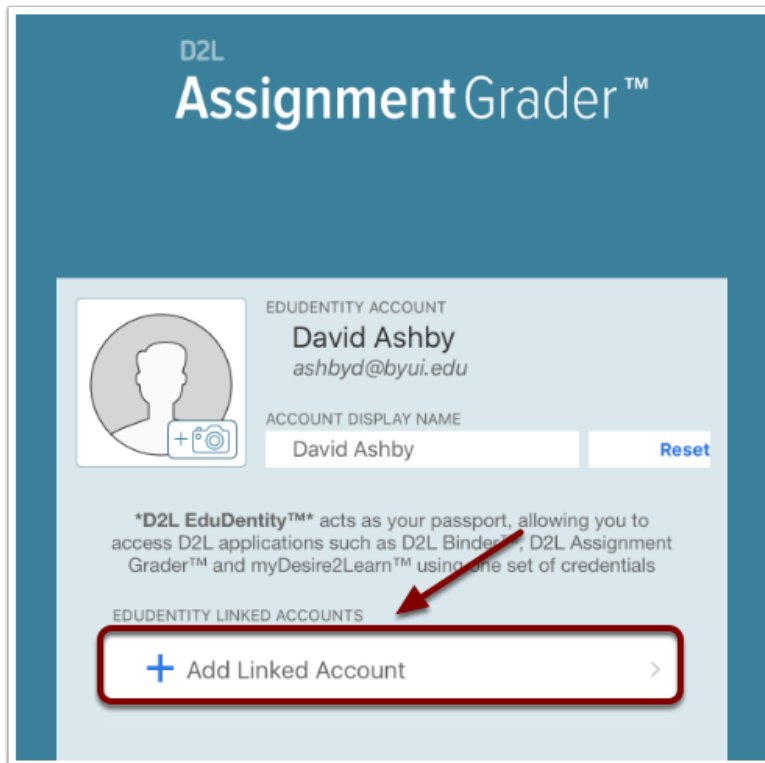 D2L
Assignment Grader™
EDUDENTITY ACCOUNT
David Ashby
ashbyd@byui.edu
ACCOUNT DISPLAY NAME
David Ashby
Reset
*D2L EduDentity™* acts as your passport, allowing you to
access D2L applications such as D2L Binder™, D2L Assignment
Grader™ and myDesire2Learn™ using one set of credentials
EDUDENTITY LINKED ACCOUNTS
+ Add Linked Account >